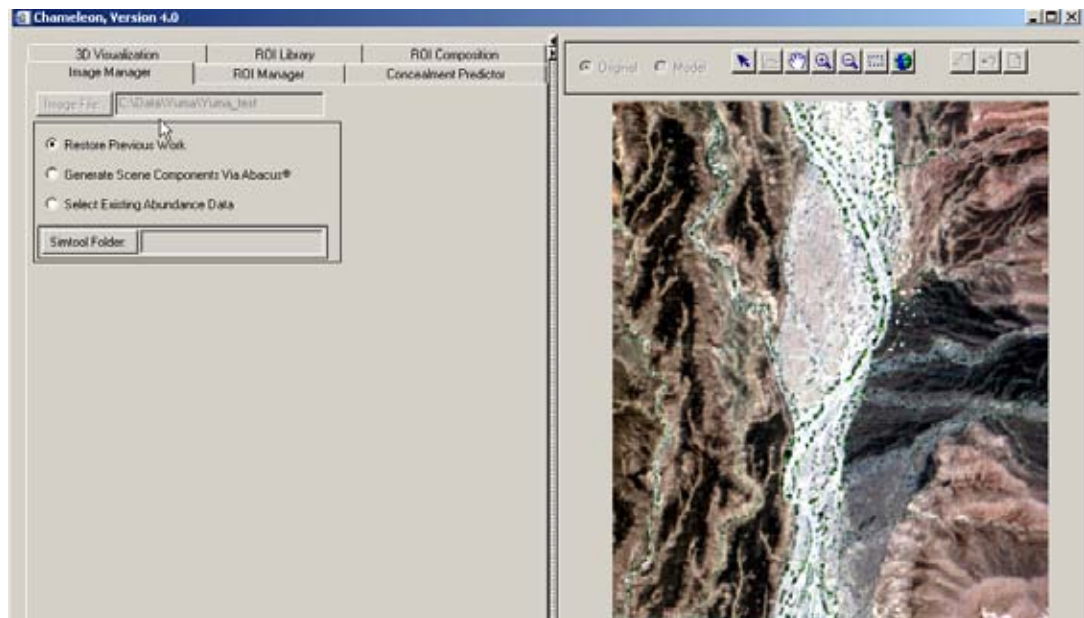 Chameleon, Version 4.0
3D Visualization ROI Library ROI Composition
Image Manager ROI Manager Concealment Predictor
Original Model
Image File: C:\Data\Yuma\Yuma_test
Restore Previous Work
Generate Scene Components Via Abacus®
Select Existing Abundance Data
Simtool Folder: